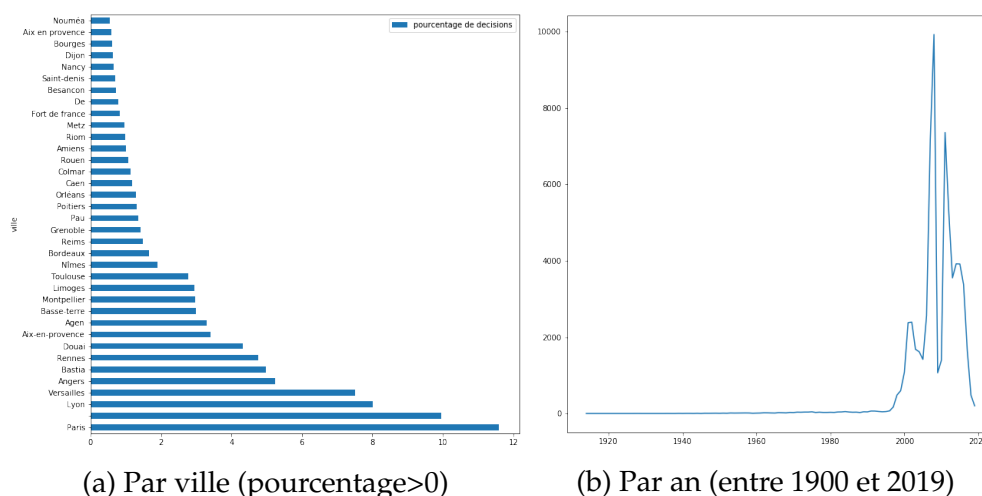 pourcentage de decisions
ville
Nouméa
Aix en provence
Bourges
Dijon
Nancy
Saint-denis
Besancon
De
Fort de france
Metz
Riom
Amiens
Rouen
Colmar
Caen
Orléans
Poitiers
Pau
Grenoble
Reims
Bordeaux
Nîmes
Toulouse
Limoges
Montpellier
Basse-terre
Agen
Aix-en-provence
Douai
Rennes
Bastia
Angers
Versailles
Lyon
Paris
0 2 4 6 8 10 12
(a) Par ville (pourcentage>0)
10000
8000
6000
4000
2000
0
1920 1940 1960 1980 2000 202
(b) Par an (entre 1900 et 2019)